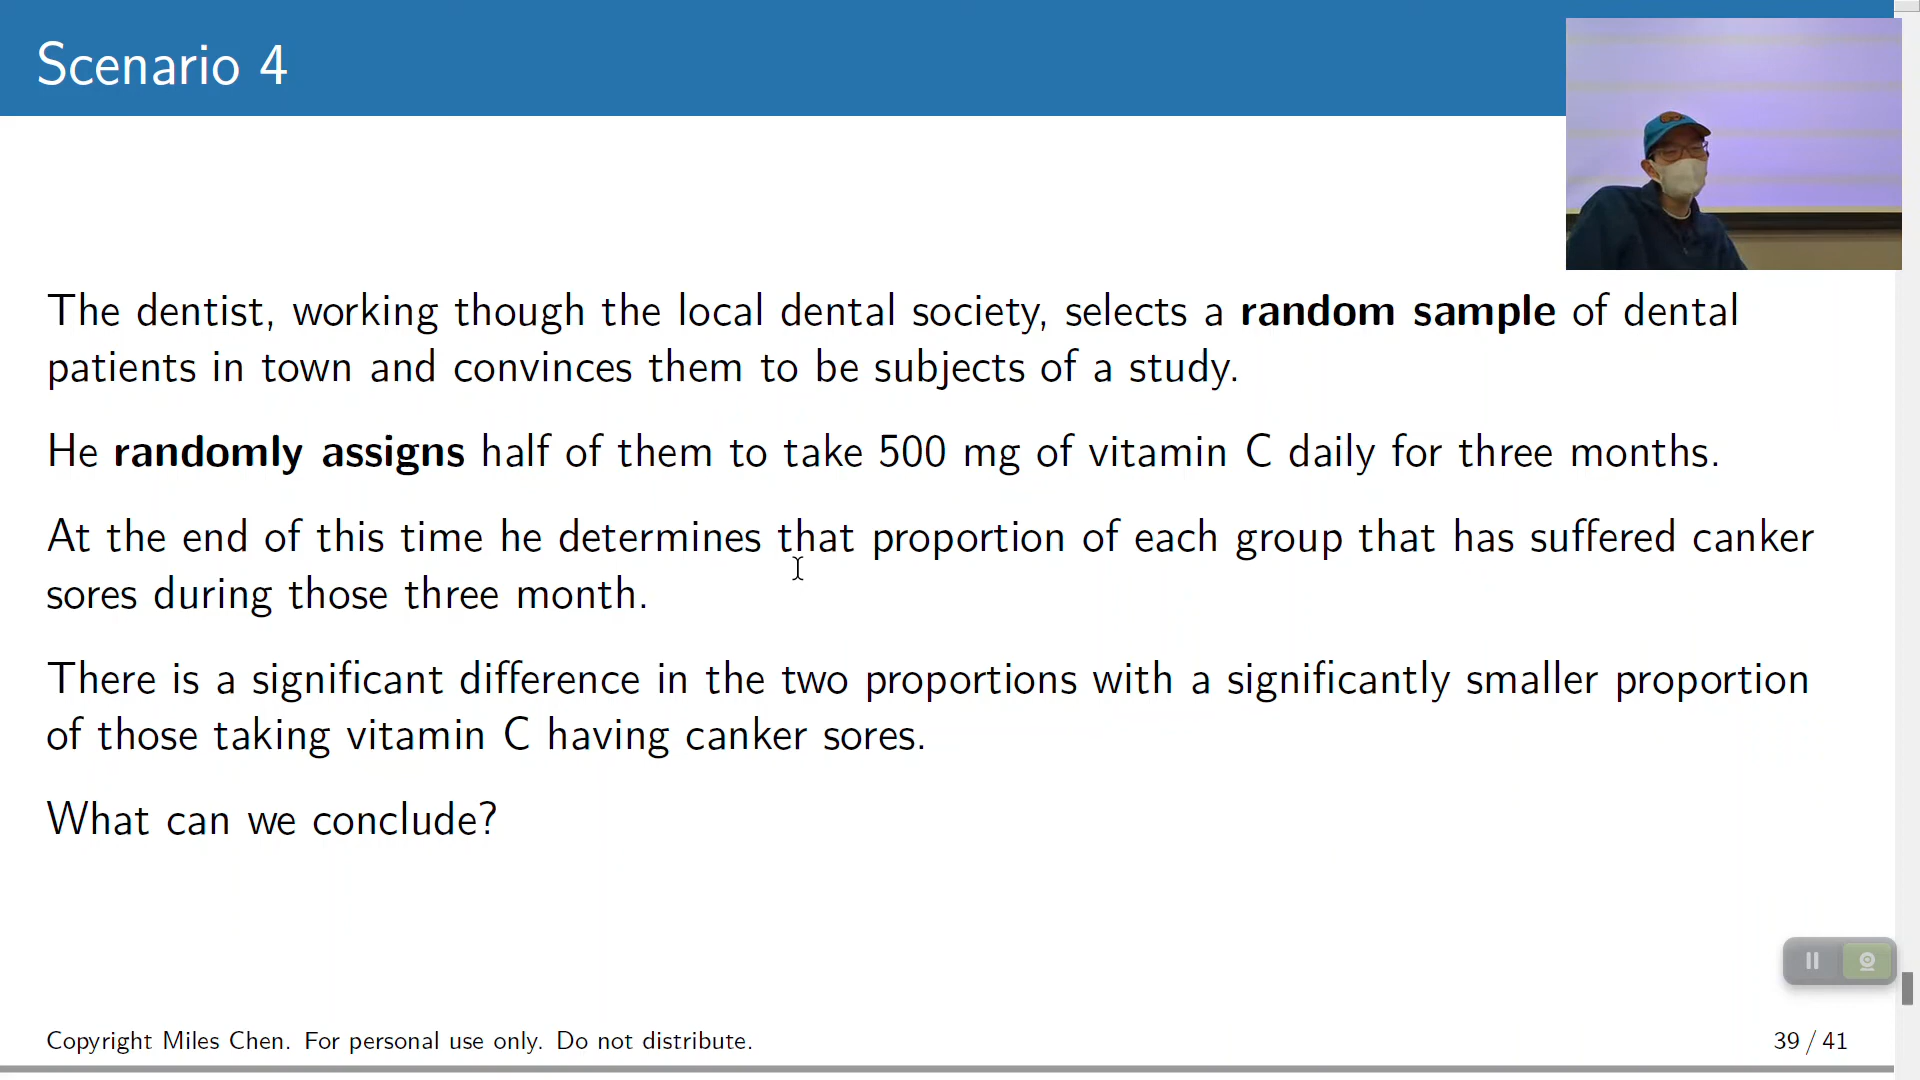 Scenario 4
The dentist, working though the local dental society, selects a random sample of dental
patients in town and convinces them to be subjects of a study.
He randomly assigns half of them to take 500 mg of vitamin C daily for three months.
At the end of this time he determines that proportion of each group that has suffered canker
sores during those three month.
There is a significant difference in the two proportions with a significantly smaller proportion
of those taking vitamin C having canker sores.
What can we conclude?
Copyright Miles Chen. For personal use only. Do not distribute.
39 / 41